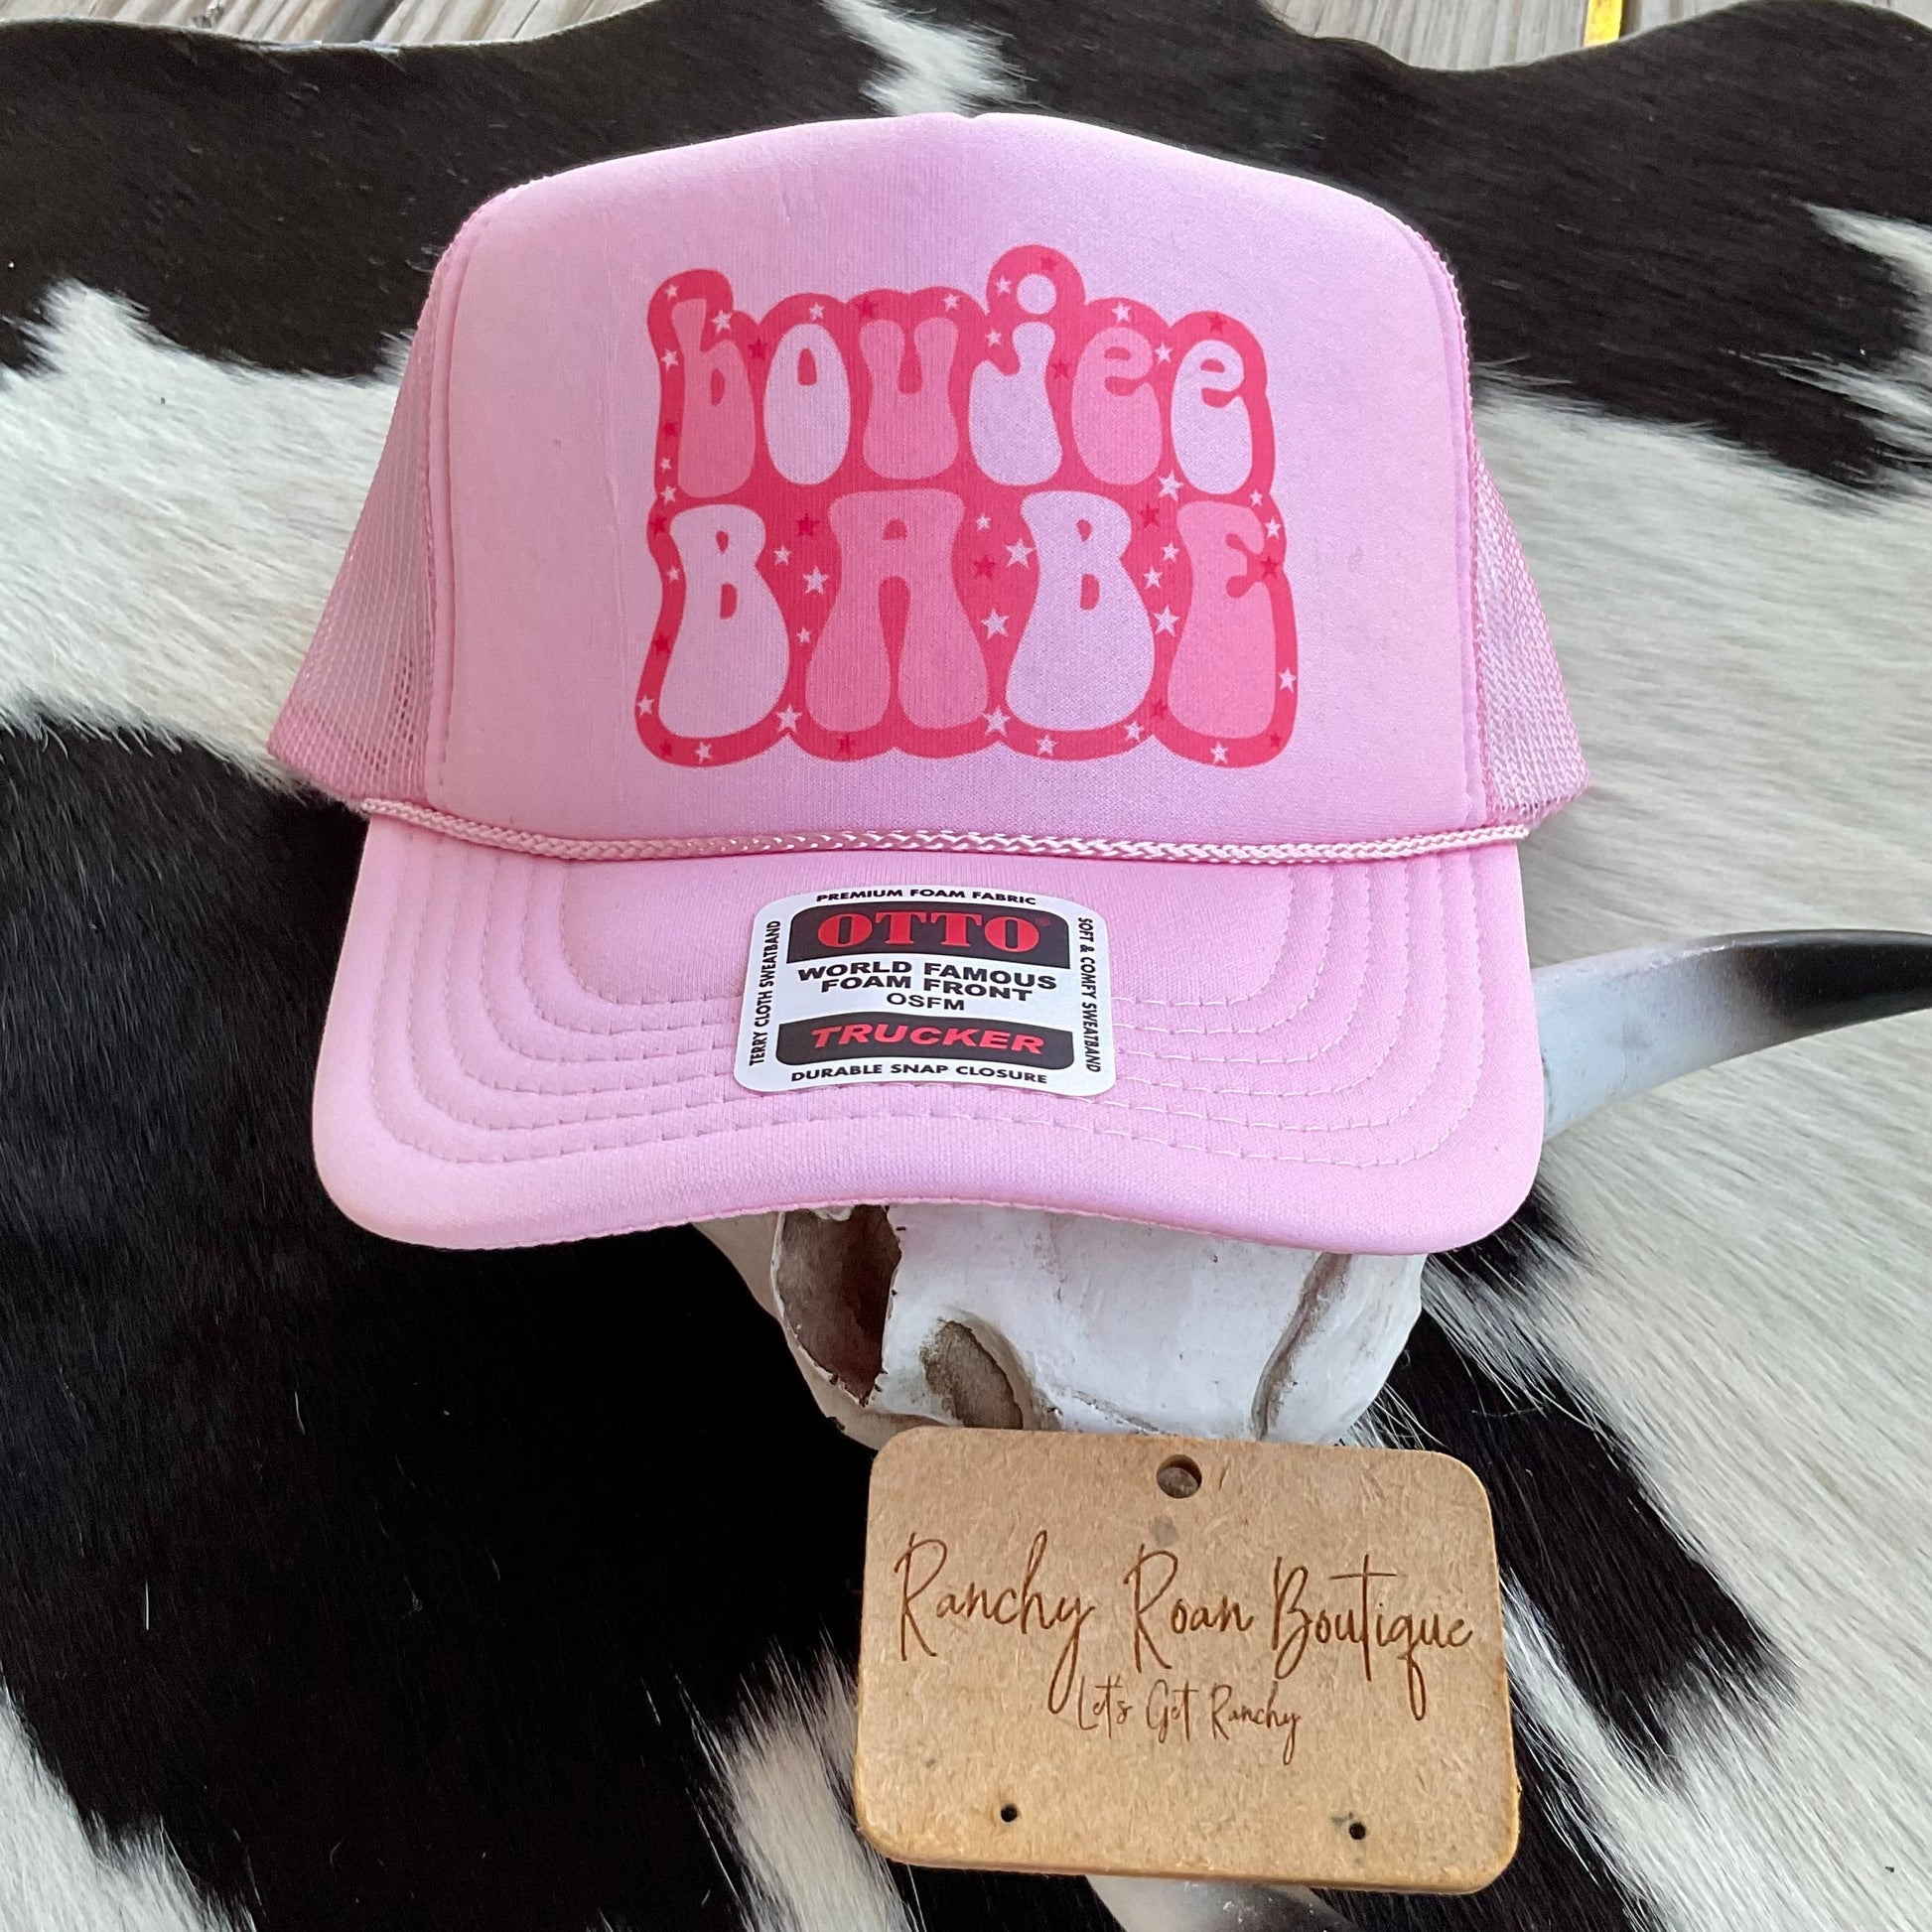 boujee
BABE
PREMIUM FOAM FABRIC
OTTO®
WORLD FAMOUS
FOAM FRONT
OSFM
TRUCKER
DURABLE SNAP CLOSURE
TERRY CLOTH SWEATBAND
SOFT & COMFY SWEATBAND
Ranchy Roan Boutique
Let's Get Ranchy